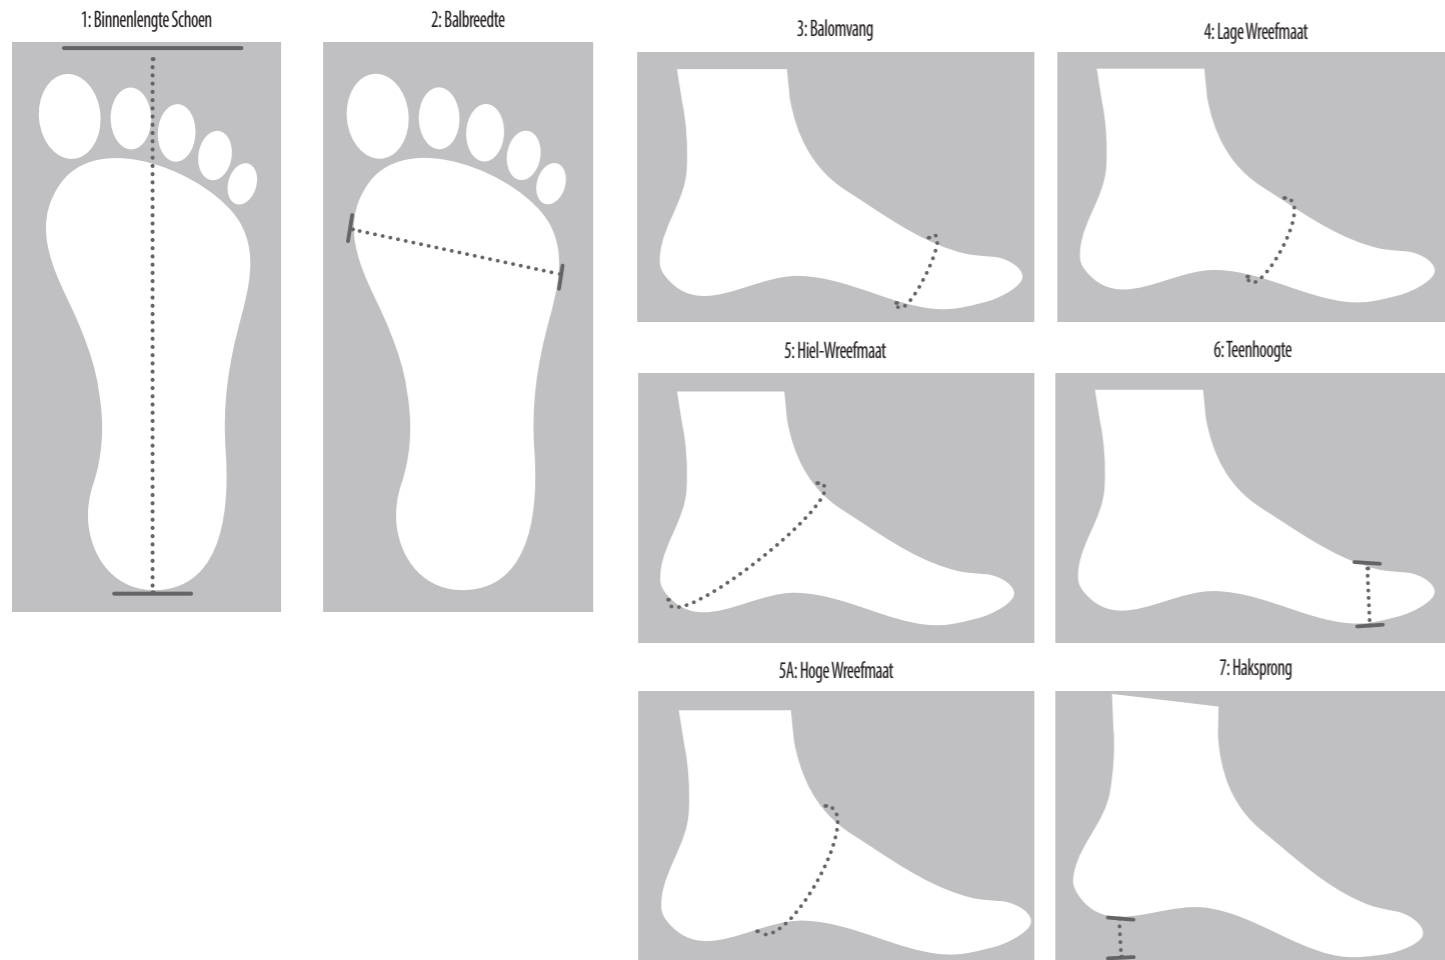 1: Binnenlengte Schoen
2: Balbreedte
3: Balomvang
4: Lage Wreefmaat
5: Hiel-Wreefmaat
6: Teenhoogte
5A: Hoge Wreefmaat
7: Haksprong